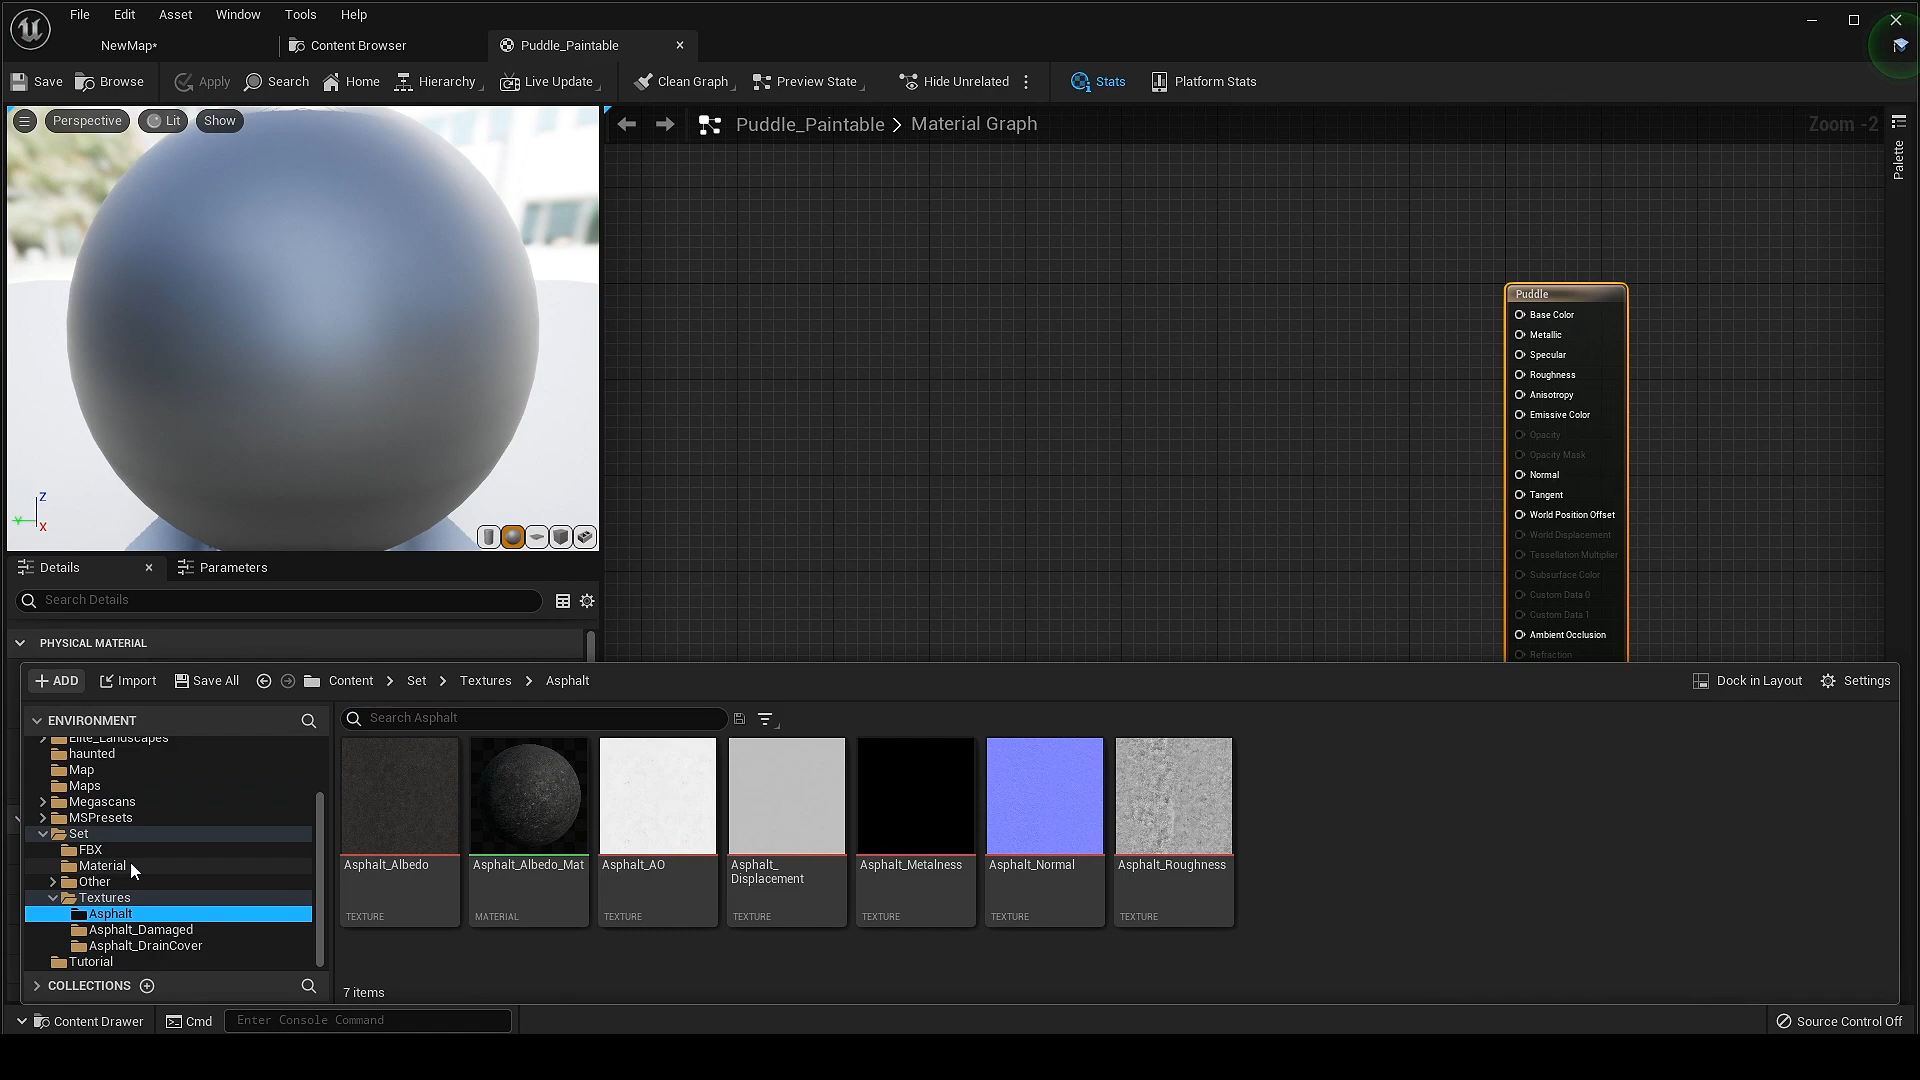 File Edit Asset Window Tools Help
NewMap* Content Browser Puddle_Paintable
Save Browse Apply Search Home Hierarchy Live Update Clean Graph Preview State Hide Unrelated Stats Platform Stats
Perspective Lit Show
Puddle_Paintable > Material Graph
Zoom -2
Palette
Puddle
Base Color
Metallic
Specular
Roughness
Anisotropy
Emissive Color
Opacity
Opacity Mask
Normal
Tangent
World Position Offset
World Displacement
Tessellation Multiplier
Subsurface Color
Custom Data 0
Custom Data 1
Ambient Occlusion
Refraction
Z
Y
X
Details Parameters
Search Details
PHYSICAL MATERIAL
ADD Import Save All Content > Set > Textures > Asphalt Dock in Layout Settings
ENVIRONMENT
Elite_Landscapes
haunted
Map
Maps
Megascans
MSPresets
Set
FBX
Material
Other
Textures
Asphalt
Asphalt_Damaged
Asphalt_DrainCover
Tutorial
COLLECTIONS
Search Asphalt
Asphalt_Albedo
TEXTURE
Asphalt_Albedo_Mat
MATERIAL
Asphalt_AO
TEXTURE
Asphalt_
Displacement
TEXTURE
Asphalt_Metalness
TEXTURE
Asphalt_Normal
TEXTURE
Asphalt_Roughness
TEXTURE
7 items
Content Drawer Cmd Enter Console Command Source Control Off